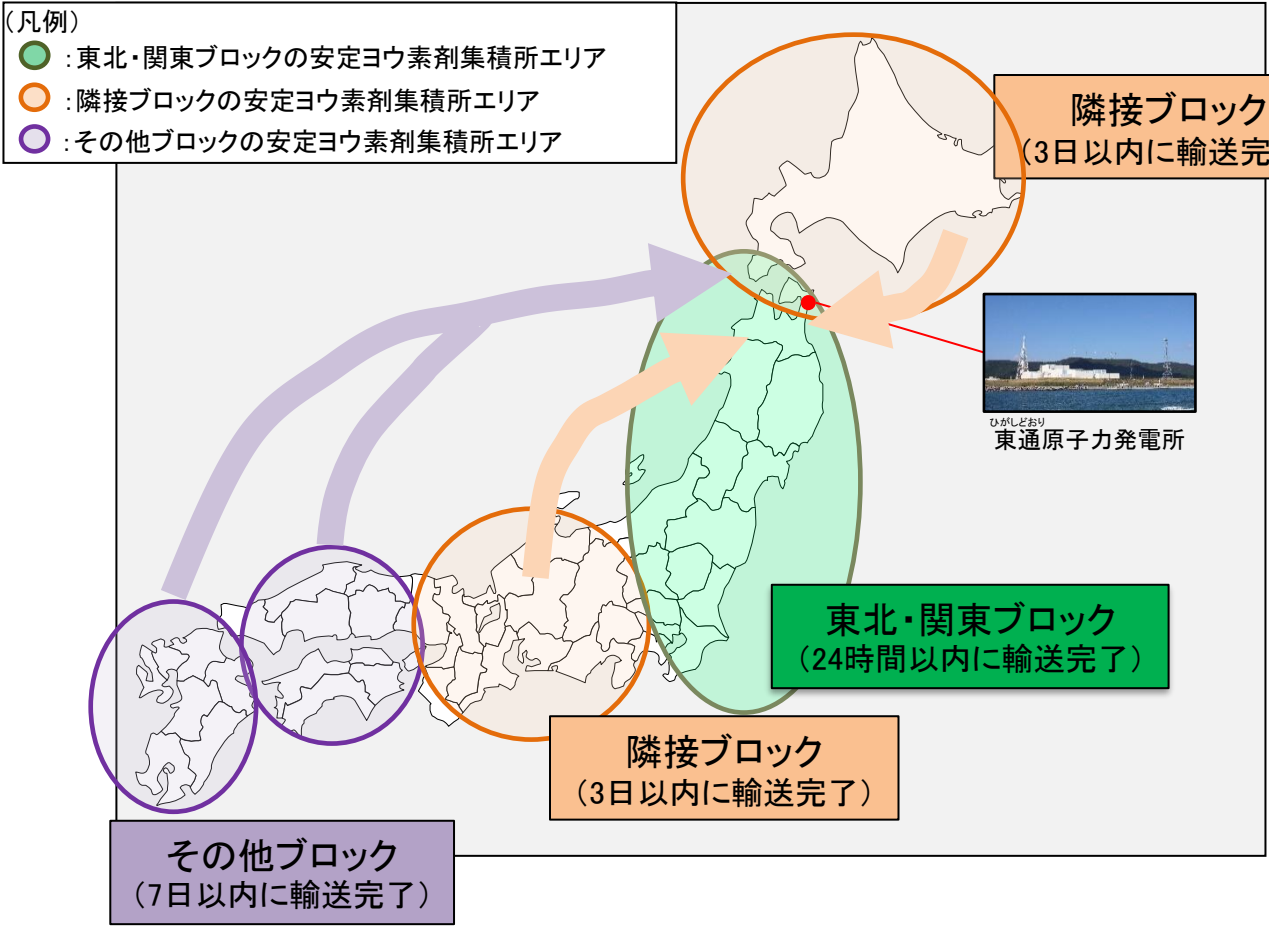 (凡例)
:東北・関東ブロックの安定ヨウ素剤集積所エリア
:隣接ブロックの安定ヨウ素剤集積所エリア
:その他ブロックの安定ヨウ素剤集積所エリア
隣接ブロック
(3日以内に輸送完
ひがしどおり
東通原子力発電所
東北・関東ブロック
(24時間以内に輸送完了)
隣接ブロック
(3日以内に輸送完了)
その他ブロック
(7日以内に輸送完了)